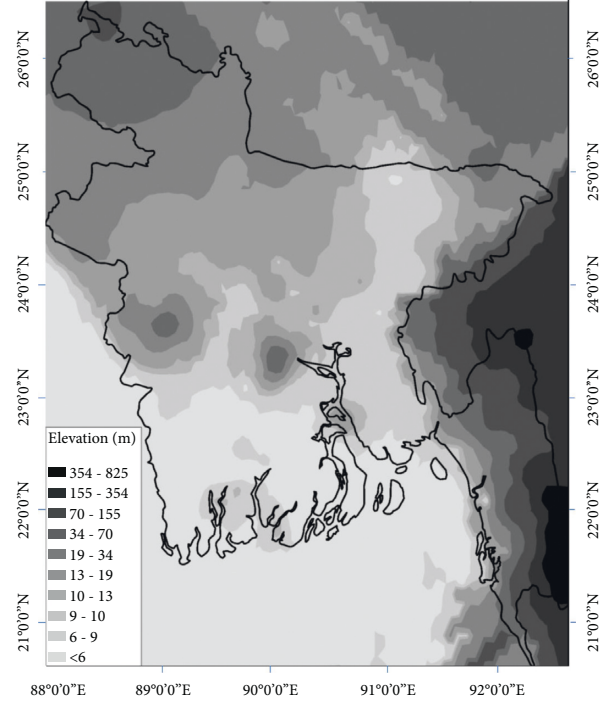 26°0′0″N
25°0′0″N
24°0′0″N
23°0′0″N
22°0′0″N
21°0′0″N
Elevation (m)
354 - 825
155 - 354
70 - 155
34 - 70
19 - 34
13 - 19
10 - 13
9 - 10
6 - 9
<6
26°0′0″N
25°0′0″N
24°0′0″N
23°0′0″N
22°0′0″N
21°0′0″N
88°0′0″E 89°0′0″E 90°0′0″E 91°0′0″E 92°0′0″E